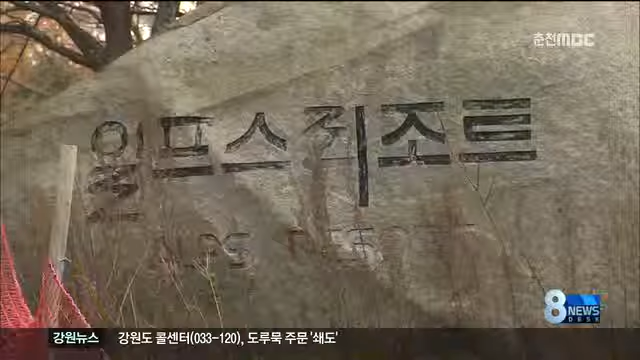 춘천MBC
알프스리조트
8 NEWS
DESK
강원뉴스 강원도 콜센터(033-120), 도루묵 주문 '쇄도'